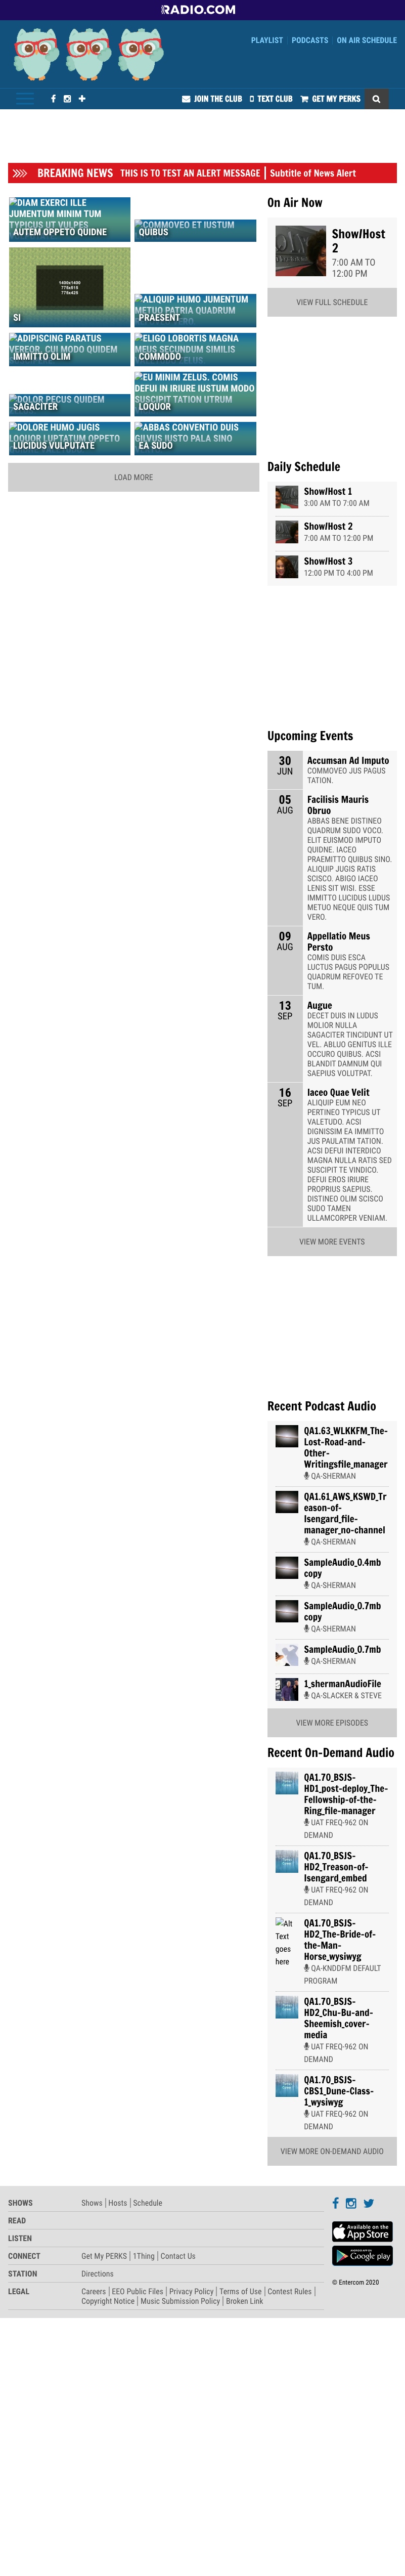 RADIO.COM
PLAYLIST PODCASTS ON AIR SCHEDULE
JOIN THE CLUB TEXT CLUB GET MY PERKS
BREAKING NEWS THIS IS TO TEST AN ALERT MESSAGE Subtitle of News Alert
DIAM EXERCI ILLE
JUMENTUM MINIM TUM
TYPICUS UT VULPES
AUTEM OPPETO QUIDNE
COMMOVEO ET IUSTUM
QUIBUS
1400x1400
775x515
775x425
SI
ALIQUIP HUMO JUMENTUM
METUO PATRIA QUADRUM
PRAESENT
ADIPISCING PARATUS
VEREOR. CUI MODO QUIDEM
IMMITTO OLIM
ELIGO LOBORTIS MAGNA
MEUS SECUNDUM SIMILIS
COMMODO
DOLOR PECUS QUIDEM
SAGACITER
EU MINIM ZELUS. COMIS
DEFUI IN IRIURE IUSTUM MODO
SUSCIPIT TATION UTRUM
LOQUOR
DOLORE HUMO JUGIS
LOQUOR LUPTATUM OPPETO
LUCIDUS VULPUTATE
ABBAS CONVENTIO DUIS
GILVUS IUSTO PALA SINO
EA SUDO
LOAD MORE
On Air Now
Show/Host
2
7:00 AM TO
12:00 PM
VIEW FULL SCHEDULE
Daily Schedule
Show/Host 1
3:00 AM TO 7:00 AM
Show/Host 2
7:00 AM TO 12:00 PM
Show/Host 3
12:00 PM TO 4:00 PM
Upcoming Events
30
JUN
Accumsan Ad Imputo
COMMOVEO JUS PAGUS
TATION.
05
AUG
Facilisis Mauris
Obruo
ABBAS BENE DISTINEO
QUADRUM SUDO VOCO.
ELIT EUISMOD IMPUTO
QUIDNE. IACEO
PRAEMITTO QUIBUS SINO.
ALIQUIP JUGIS RATIS
SCISCO. ABIGO IACEO
LENIS SIT WISI. ESSE
IMMITTO LUCIDUS LUDUS
METUO NEQUE QUIS TUM
VERO.
09
AUG
Appellatio Meus
Persto
COMIS DUIS ESCA
LUCTUS PAGUS POPULUS
QUADRUM REFOVEO TE
TUM.
13
SEP
Augue
DECET DUIS IN LUDUS
MOLIOR NULLA
SAGACITER TINCIDUNT UT
VEL. ABLUO GENITUS ILLE
OCCURO QUIBUS. ACSI
BLANDIT DAMNUM QUI
SAEPIUS VOLUTPAT.
16
SEP
Iaceo Quae Velit
ALIQUIP EUM NEO
PERTINEO TYPICUS UT
VALETUDO. ACSI
DIGNISSIM EA IMMITTO
JUS PAULATIM TATION.
ACSI DEFUI INTERDICO
MAGNA NULLA RATIS SED
SUSCIPIT TE VINDICO.
DEFUI EROS IRIURE
PROPRIUS SAEPIUS.
DISTINEO OLIM SCISCO
SUDO TAMEN
ULLAMCORPER VENIAM.
VIEW MORE EVENTS
Recent Podcast Audio
QA1.63_WLKKFM_The-
Lost-Road-and-
Other-
Writingsfile_manager
QA-SHERMAN
QA1.61_AWS_KSWD_Tr
eason-of-
Isengard_file-
manager_no-channel
QA-SHERMAN
SampleAudio_0.4mb
copy
QA-SHERMAN
SampleAudio_0.7mb
copy
QA-SHERMAN
SampleAudio_0.7mb
QA-SHERMAN
1_shermanAudioFile
QA-SLACKER & STEVE
VIEW MORE EPISODES
Recent On-Demand Audio
QA1.70_BSJS-
HD1_post-deploy_The-
Fellowship-of-the-
Ring_file-manager
UAT FREQ-962 ON
DEMAND
QA1.70_BSJS-
HD2_Treason-of-
Isengard_embed
UAT FREQ-962 ON
DEMAND
Alt
Text
goes
here
QA1.70_BSJS-
HD2_The-Bride-of-
the-Man-
Horse_wysiwyg
QA-KNDDFM DEFAULT
PROGRAM
QA1.70_BSJS-
HD2_Chu-Bu-and-
Sheemish_cover-
media
UAT FREQ-962 ON
DEMAND
QA1.70_BSJS-
CBS1_Dune-Class-
1_wysiwyg
UAT FREQ-962 ON
DEMAND
VIEW MORE ON-DEMAND AUDIO
SHOWS Shows Hosts Schedule
READ
LISTEN
CONNECT Get My PERKS 1Thing Contact Us
STATION Directions
LEGAL Careers EEO Public Files Privacy Policy Terms of Use Contest Rules
Copyright Notice Music Submission Policy Broken Link
Available on the
App Store
Google play
© Entercom 2020